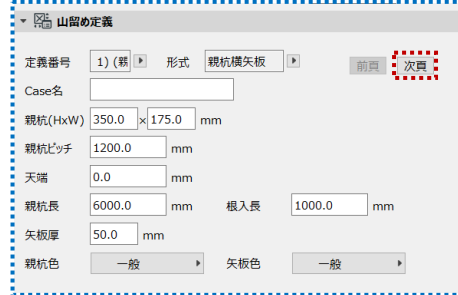 山留め定義
定義番号 1) (親 形式 親杭横矢板 前頁 次頁
Case名
親杭(HxW) 350.0 × 175.0 mm
親杭ピッチ 1200.0 mm
天端 0.0 mm
親杭長 6000.0 mm 根入長 1000.0 mm
矢板厚 50.0 mm
親杭色 一般 矢板色 一般